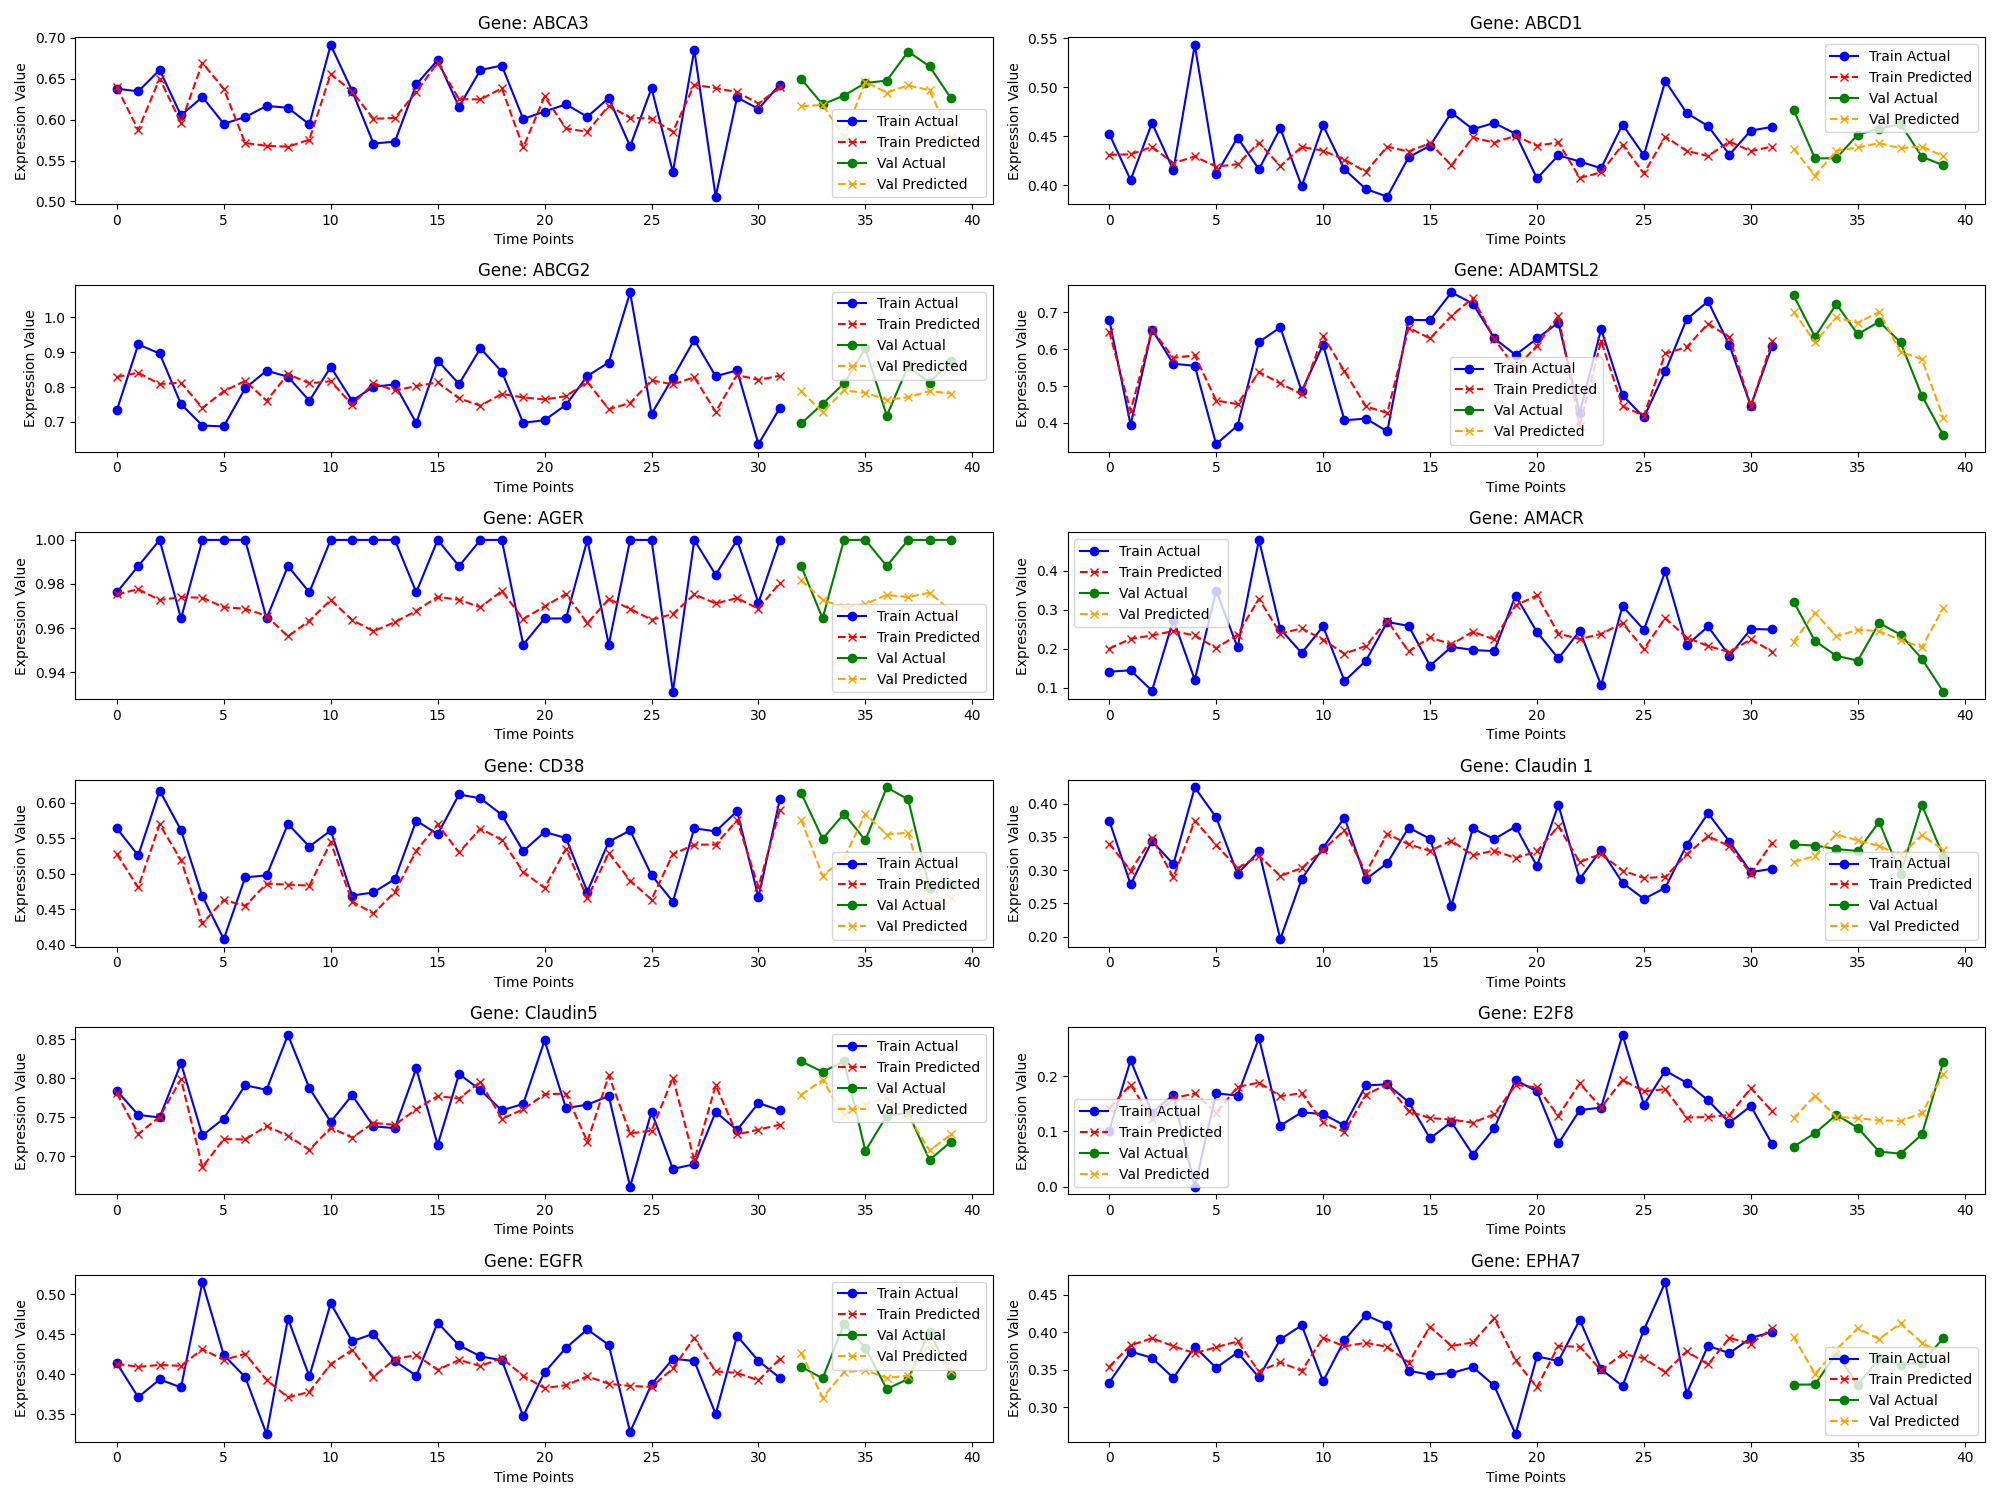 Gene: ABCA3
Expression Value
0.70
0.65
0.60
0.55
0.50
0 5 10 15 20 25 30 35 40
Time Points
Train Actual
Train Predicted
Val Actual
Val Predicted
Gene: ABCD1
Expression Value
0.55
0.50
0.45
0.40
0 5 10 15 20 25 30 35 40
Time Points
Train Actual
Train Predicted
Val Actual
Val Predicted
Gene: ABCG2
Expression Value
1.0
0.9
0.8
0.7
0 5 10 15 20 25 30 35 40
Time Points
Train Actual
Train Predicted
Val Actual
Val Predicted
Gene: ADAMTSL2
Expression Value
0.7
0.6
0.5
0.4
0 5 10 15 20 25 30 35 40
Time Points
Train Actual
Train Predicted
Val Actual
Val Predicted
Gene: AGER
Expression Value
1.00
0.98
0.96
0.94
0 5 10 15 20 25 30 35 40
Time Points
Train Actual
Train Predicted
Val Actual
Val Predicted
Gene: AMACR
Expression Value
0.4
0.3
0.2
0.1
0 5 10 15 20 25 30 35 40
Time Points
Train Actual
Train Predicted
Val Actual
Val Predicted
Gene: CD38
Expression Value
0.60
0.55
0.50
0.45
0.40
0 5 10 15 20 25 30 35 40
Time Points
Train Actual
Train Predicted
Val Actual
Val Predicted
Gene: Claudin 1
Expression Value
0.40
0.35
0.30
0.25
0.20
0 5 10 15 20 25 30 35 40
Time Points
Train Actual
Train Predicted
Val Actual
Val Predicted
Gene: Claudin5
Expression Value
0.85
0.80
0.75
0.70
0 5 10 15 20 25 30 35 40
Time Points
Train Actual
Train Predicted
Val Actual
Val Predicted
Gene: E2F8
Expression Value
0.2
0.1
0.0
0 5 10 15 20 25 30 35 40
Time Points
Train Actual
Train Predicted
Val Actual
Val Predicted
Gene: EGFR
Expression Value
0.50
0.45
0.40
0.35
0 5 10 15 20 25 30 35 40
Time Points
Train Actual
Train Predicted
Val Actual
Val Predicted
Gene: EPHA7
Expression Value
0.45
0.40
0.35
0.30
0 5 10 15 20 25 30 35 40
Time Points
Train Actual
Train Predicted
Val Actual
Val Predicted